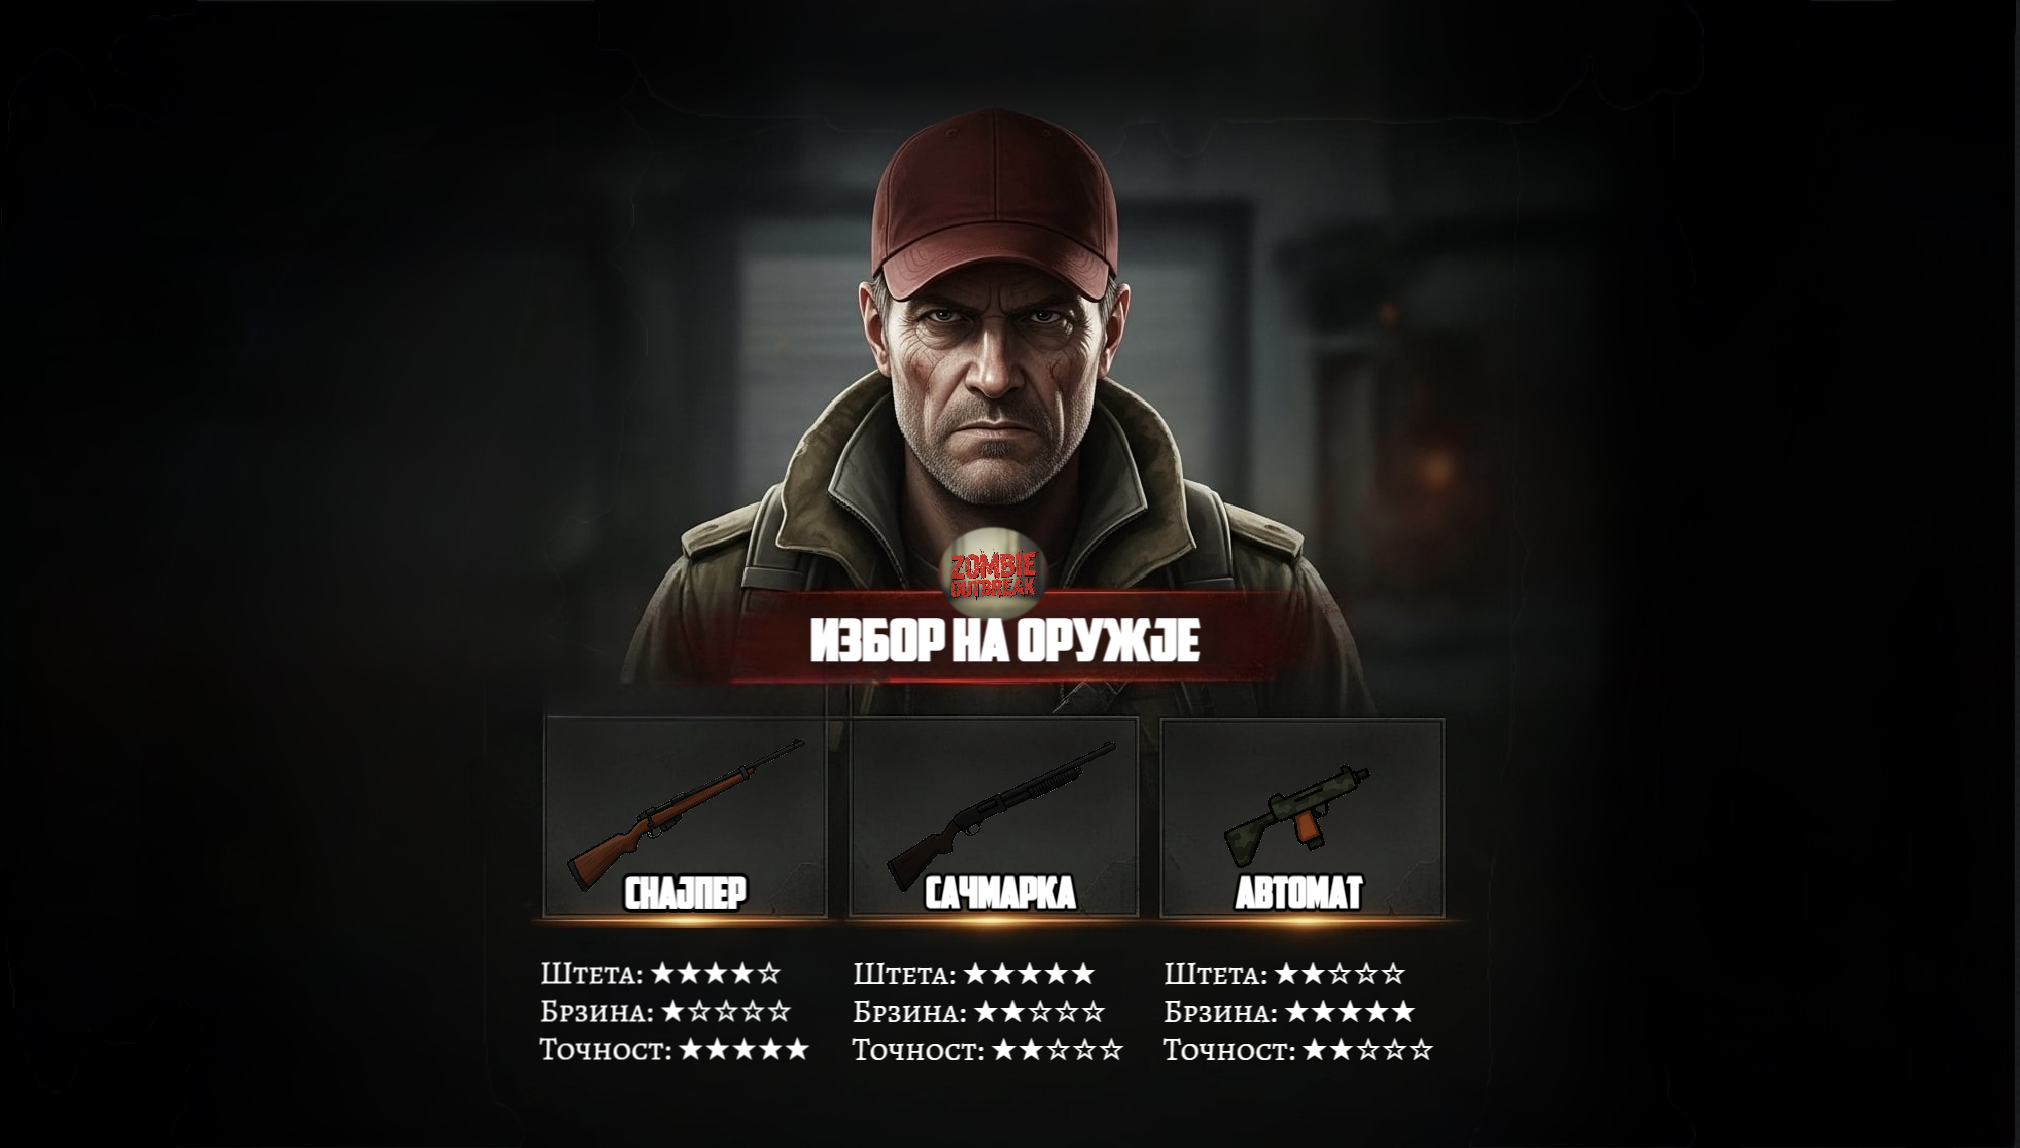 ZOMBIE
OUTBREAK
ИЗБОР НА ОРУЖЈЕ
СНАЈПЕР
САЧМАРКА
АВТОМАТ
Штета: ★★★★☆
Брзина: ★☆☆☆☆
Точност: ★★★★★
Штета: ★★★★★
Брзина: ★★☆☆☆
Точност: ★★☆☆☆
Штета: ★★☆☆☆
Брзина: ★★★★★
Точност: ★★☆☆☆